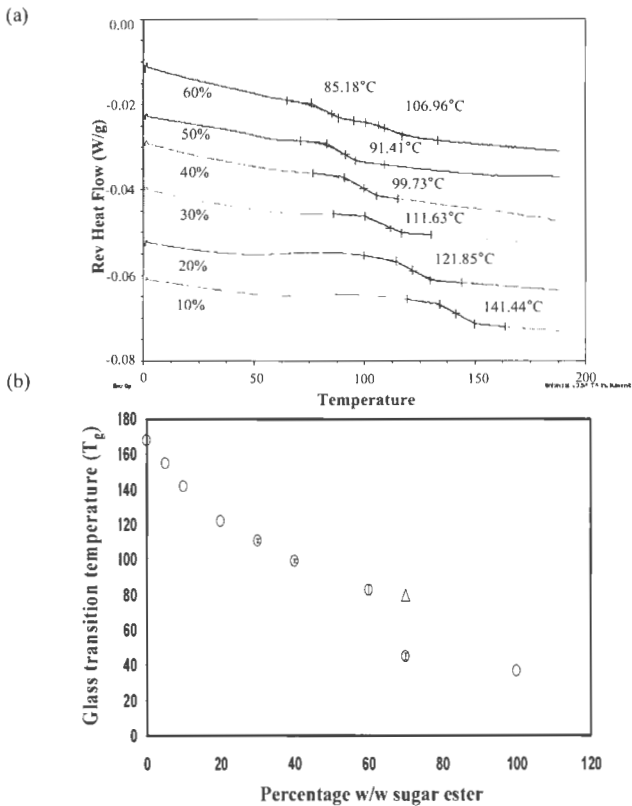 (a)
0.00
-0.02
-0.04
-0.06
-0.08
Rev Heat Flow (W/g)
60%
85.18°C
106.96°C
50%
91.41°C
40%
99.73°C
30%
111.63°C
20%
121.85°C
10%
141.44°C
0
50
100
150
200
Temperature
(b)
180
160
140
120
100
80
60
40
20
0
Glass transition temperature (Tg)
0
20
40
60
80
100
120
Percentage w/w sugar ester